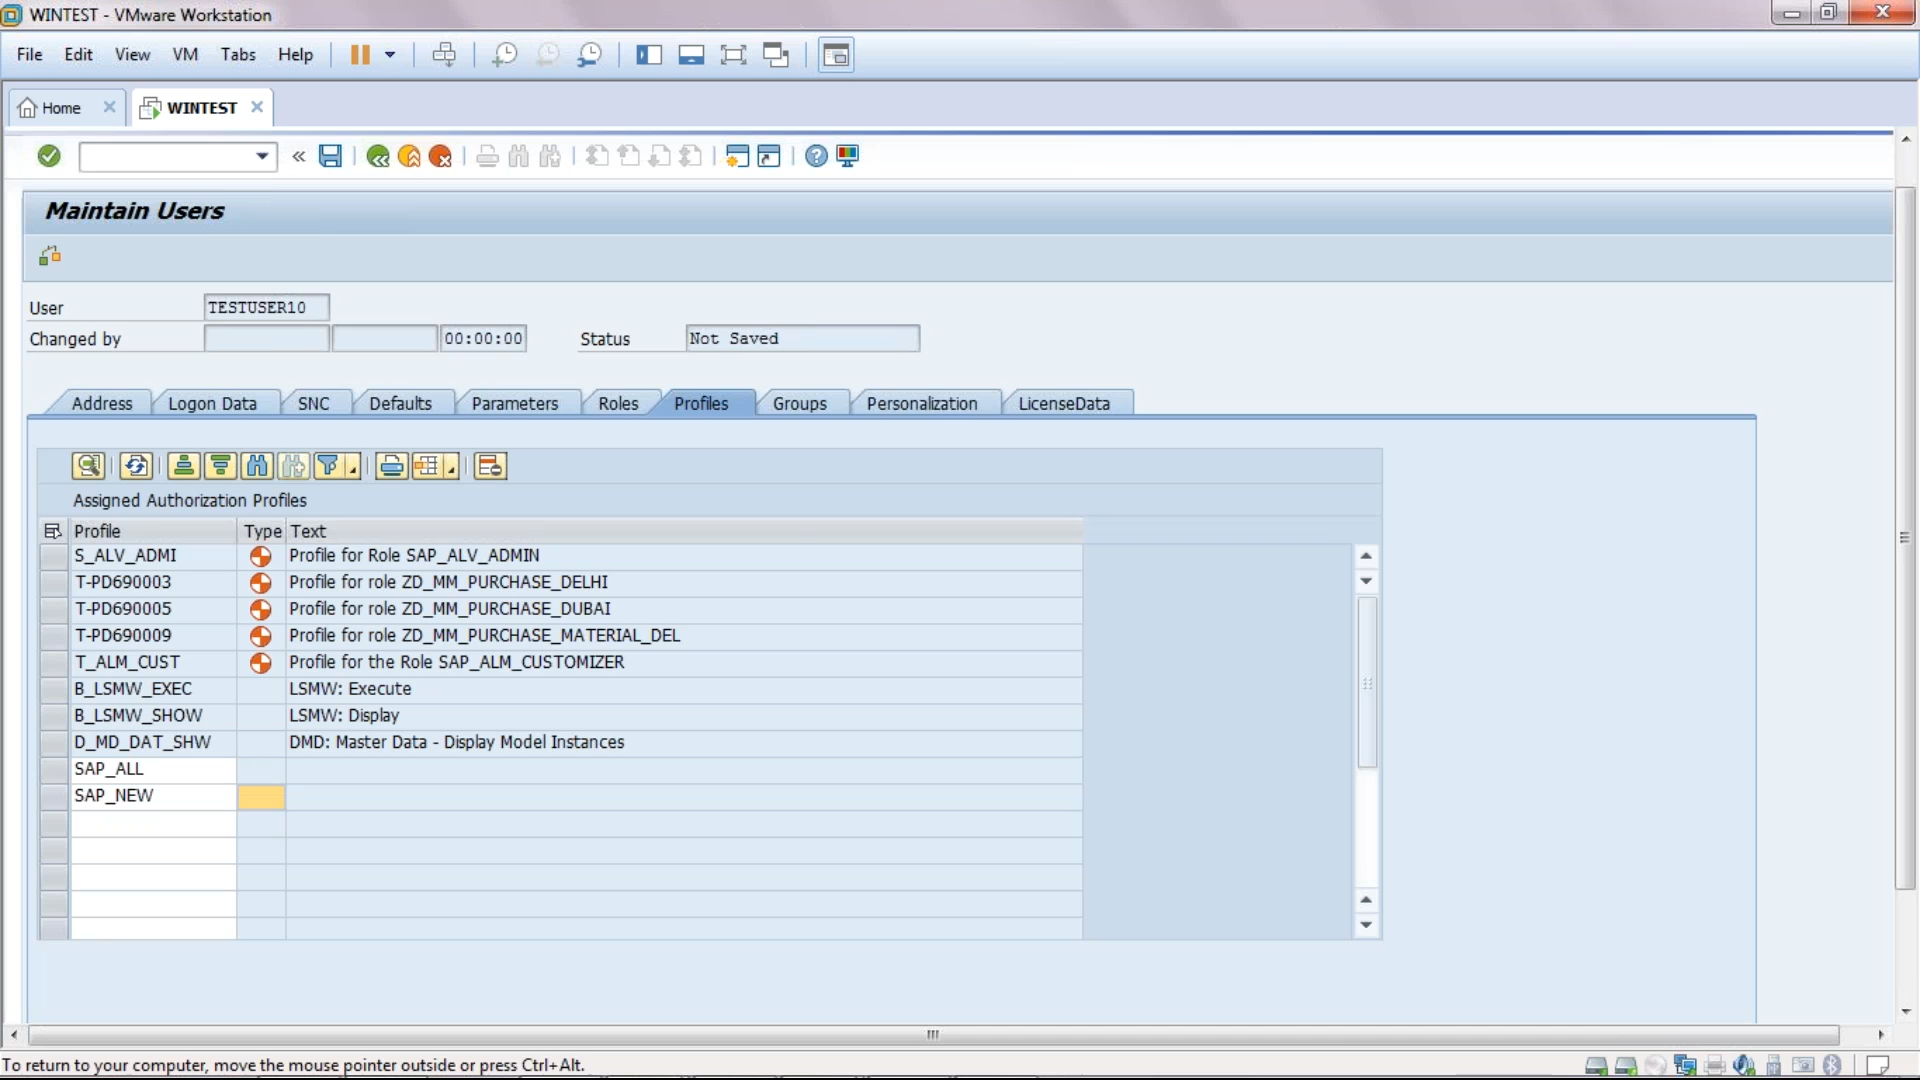 WINTEST - VMware Workstation
File Edit View VM Tabs Help
Home WINTEST
Maintain Users
User TESTUSER10
Changed by 00:00:00 Status Not Saved
Address Logon Data SNC Defaults Parameters Roles Profiles Groups Personalization LicenseData
Assigned Authorization Profiles
Profile Type Text
S_ALV_ADMI Profile for Role SAP_ALV_ADMIN
T-PD690003 Profile for role ZD_MM_PURCHASE_DELHI
T-PD690005 Profile for role ZD_MM_PURCHASE_DUBAI
T-PD690009 Profile for role ZD_MM_PURCHASE_MATERIAL_DEL
T_ALM_CUST Profile for the Role SAP_ALM_CUSTOMIZER
B_LSMW_EXEC LSMW: Execute
B_LSMW_SHOW LSMW: Display
D_MD_DAT_SHW DMD: Master Data - Display Model Instances
SAP_ALL
SAP_NEW
To return to your computer, move the mouse pointer outside or press Ctrl+Alt.